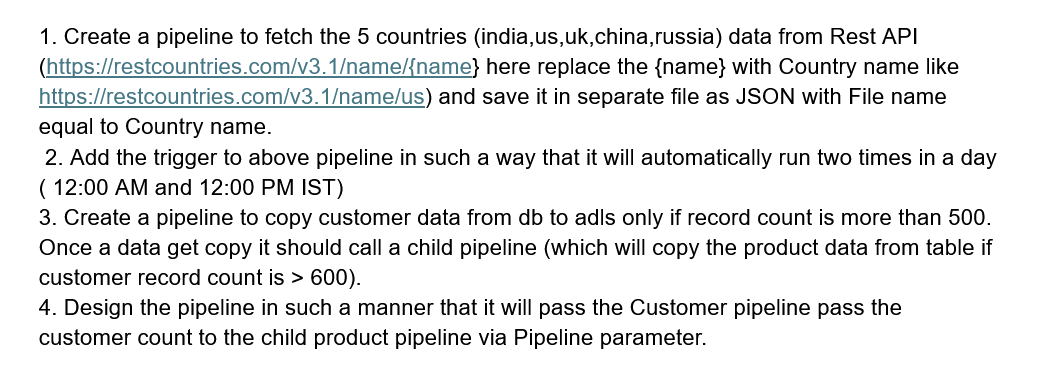 1. Create a pipeline to fetch the 5 countries (india,us,uk,china,russia) data from Rest API
(https://restcountries.com/v3.1/name/{name} here replace the {name} with Country name like
https://restcountries.com/v3.1/name/us) and save it in separate file as JSON with File name
equal to Country name.
2. Add the trigger to above pipeline in such a way that it will automatically run two times in a day
( 12:00 AM and 12:00 PM IST)
3. Create a pipeline to copy customer data from db to adls only if record count is more than 500.
Once a data get copy it should call a child pipeline (which will copy the product data from table if
customer record count is > 600).
4. Design the pipeline in such a manner that it will pass the Customer pipeline pass the
customer count to the child product pipeline via Pipeline parameter.